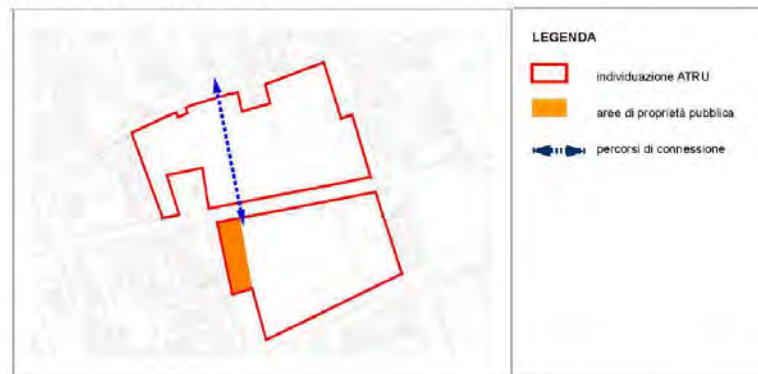 LEGENDA
individuazione ATRU
aree di proprietà pubblica
percorsi di connessione